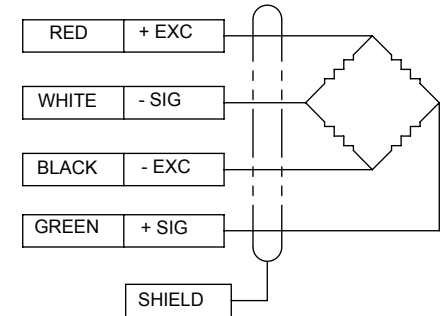 RED + EXC
WHITE - SIG
BLACK - EXC
GREEN + SIG
SHIELD